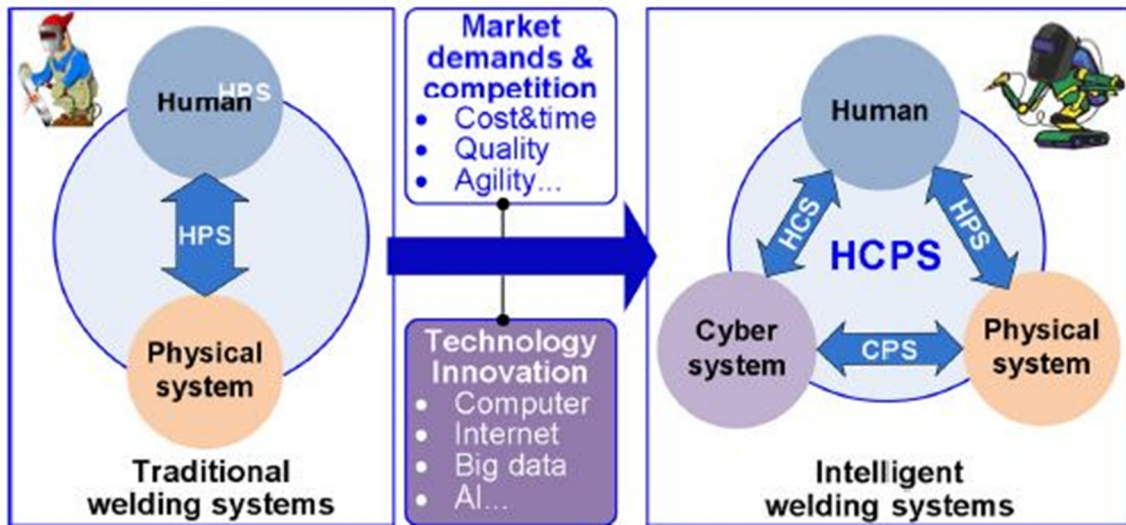 Human
HPS
HPS
Physical
system
Traditional
welding systems
Market
demands &
competition
• Cost&time
• Quality
• Agility...
Technology
Innovation
• Computer
• Internet
• Big data
• AI...
Human
HCS
HPS
HCPS
Cyber
system
CPS
Physical
system
Intelligent
welding systems